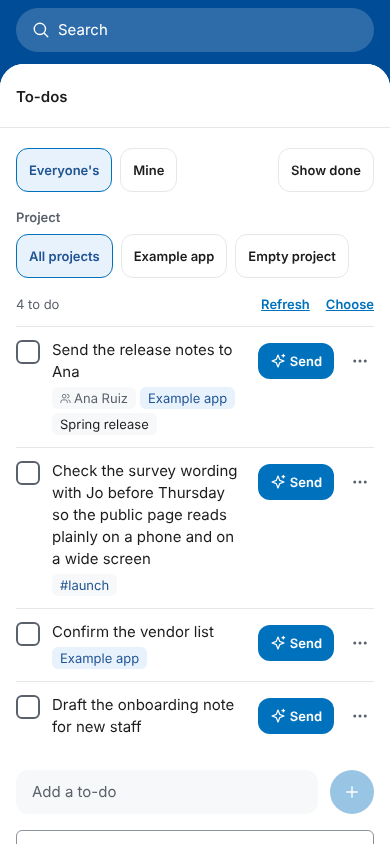 Search
To-dos
Everyone's
Mine
Show done
Project
All projects
Example app
Empty project
4 to do
Refresh
Choose
Send the release notes to
Ana
Send
Ana Ruiz
Example app
Spring release
Check the survey wording
with Jo before Thursday
so the public page reads
plainly on a phone and on
a wide screen
Send
#launch
Confirm the vendor list
Send
Example app
Draft the onboarding note
for new staff
Send
Add a to-do